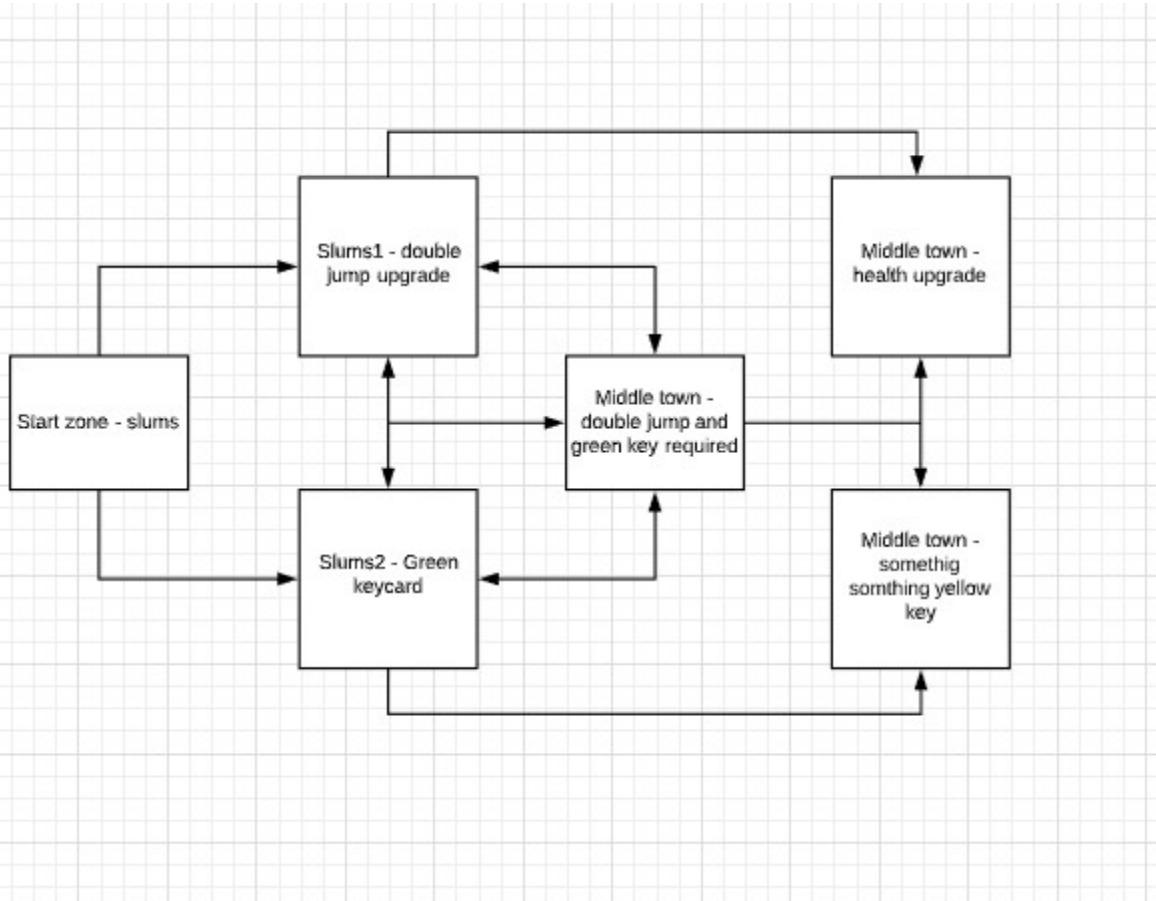 Slums1 - double
jump upgrade
Middle town -
health upgrade
Start zone - slums
Middle town -
double jump and
green key required
Slums2 - Green
keycard
Middle town -
somethig
somthing yellow
key